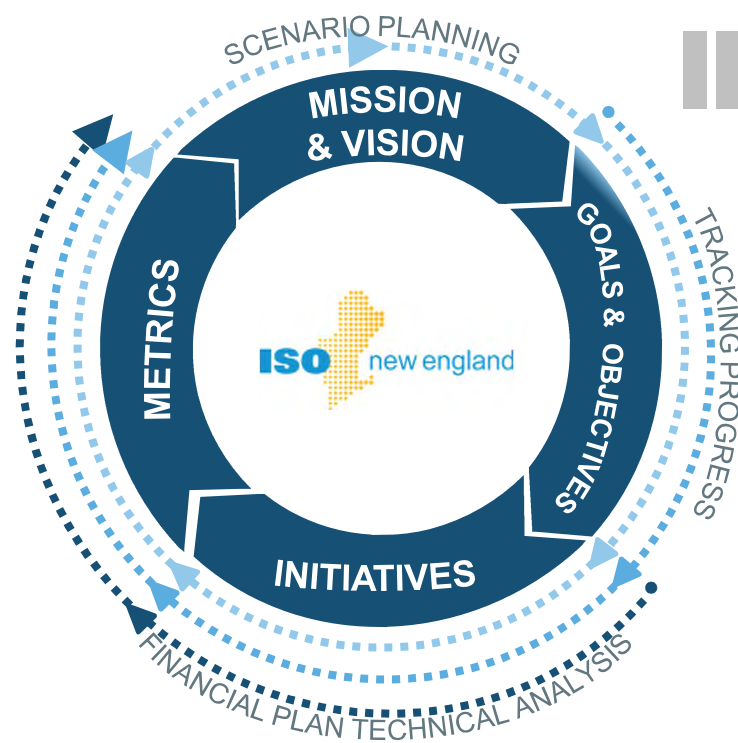 SCENARIO PLANNING
MISSION
& VISION
GOALS & OBJECTIVES
TRACKING PROGRESS
METRICS
ISO new england
INITIATIVES
FINANCIAL PLAN TECHNICAL ANALYSIS